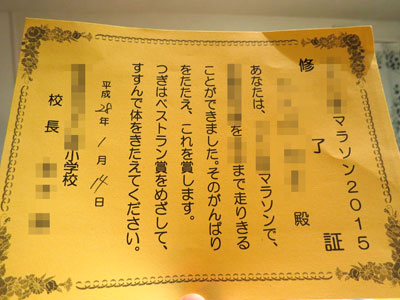 マラソン2015
修了証
殿
あなたは、マラソンで、
をまで走りきる
ことができました。そのがんばり
をたたえ、これを賞します。
つぎはベストラン賞をめざして、
すすんで体をきたえてください。
平成28年1月14日
小学校
校長